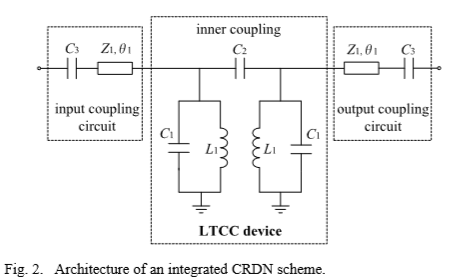 inner coupling
C3 Z1, θ1 C2 Z1, θ1 C3
input coupling
circuit
output coupling
circuit
C1 L1 L1 C1
LTCC device
Fig. 2. Architecture of an integrated CRDN scheme.